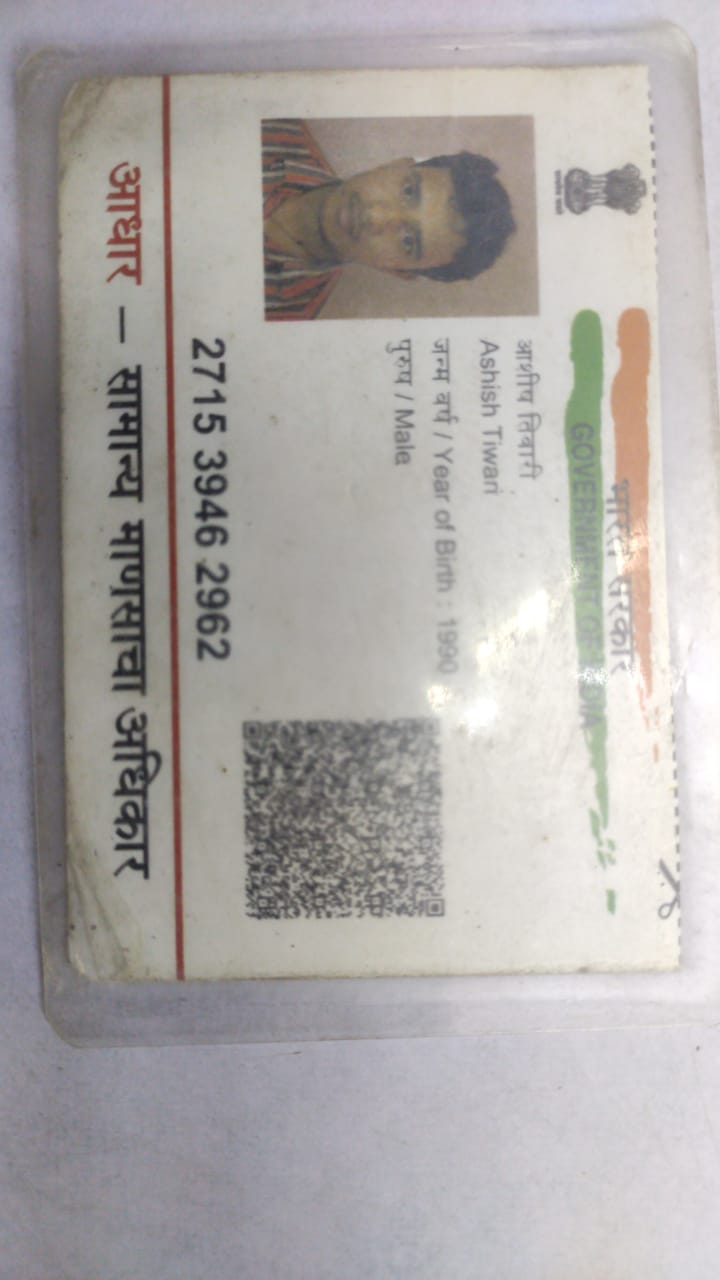 भारत सरकार
GOVERNMENT OF INDIA
आशीष तिवारी
Ashish Tiwari
जन्म वर्ष / Year of Birth : 1990
पुरुष / Male
2715 3946 2962
आधार – सामान्य माणसाचा अधिकार